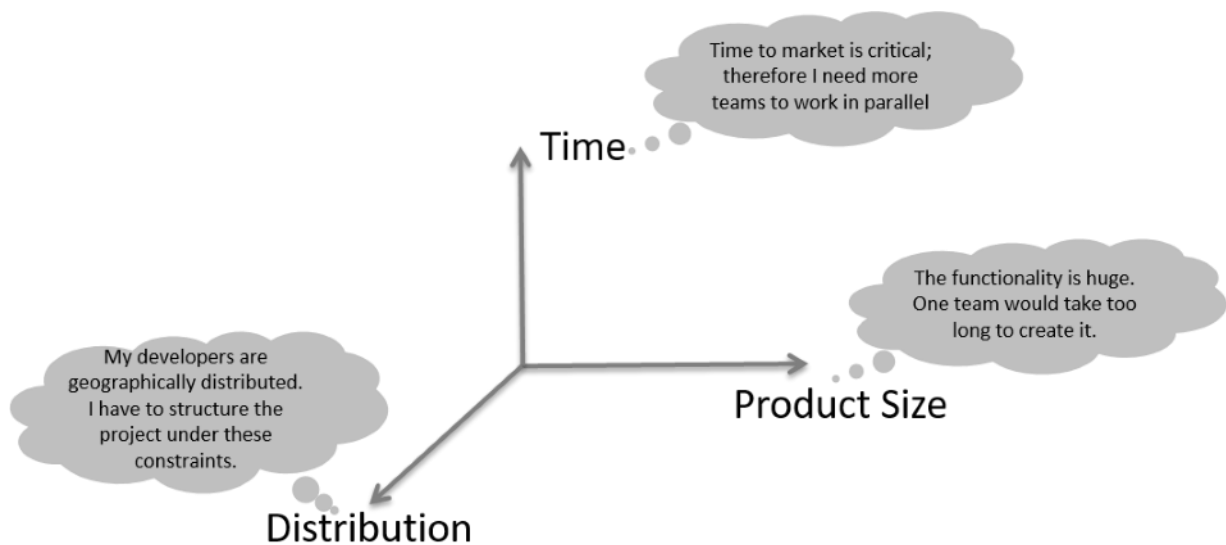 Time to market is critical;
therefore I need more
teams to work in parallel
Time
The functionality is huge.
One team would take too
long to create it.
Product Size
My developers are
geographically distributed.
I have to structure the
project under these
constraints.
Distribution